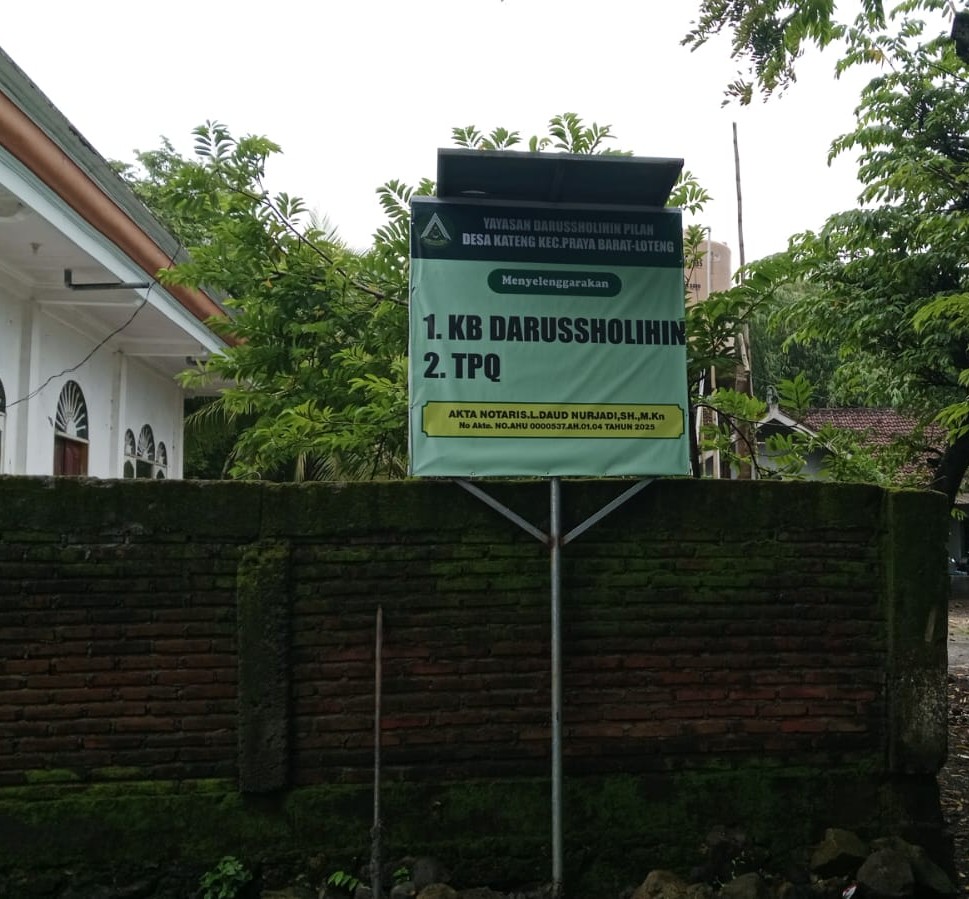 YAYASAN DARUSSHOLIHIN PILAN
DESA KATENG KEC.PRAYA BARAT-LOTENG
Menyelenggarakan
1. KB DARUSSHOLIHIN
2. TPQ
AKTA NOTARIS.L.DAUD NURJADI,SH.,M.Kn
No Akte. NO.AHU 0000537.AH.01.04 TAHUN 2025